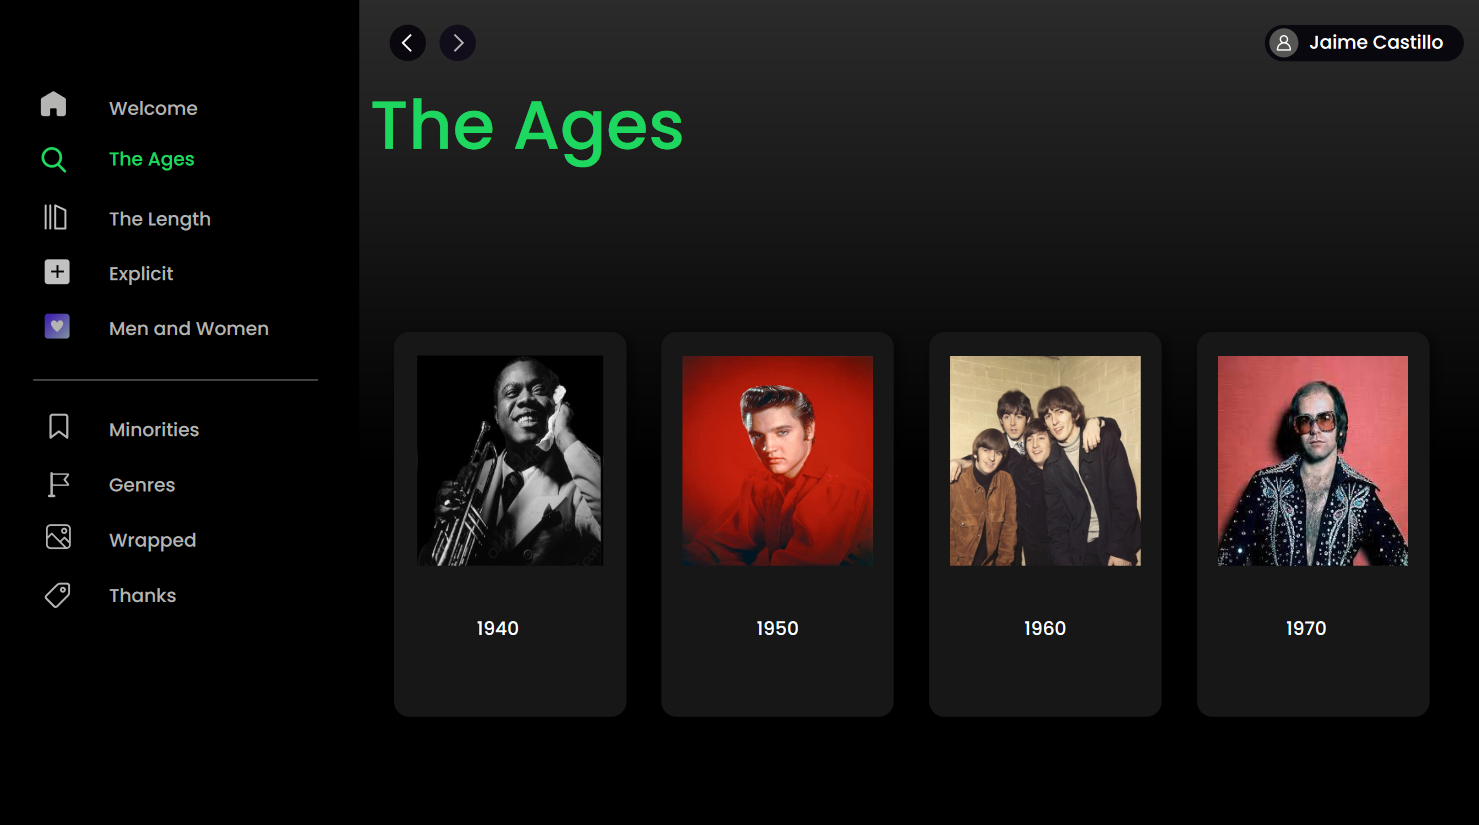 Jaime Castillo
The Ages
Welcome
The Ages
The Length
Explicit
Men and Women
Minorities
Genres
Wrapped
Thanks
1940
1950
1960
1970